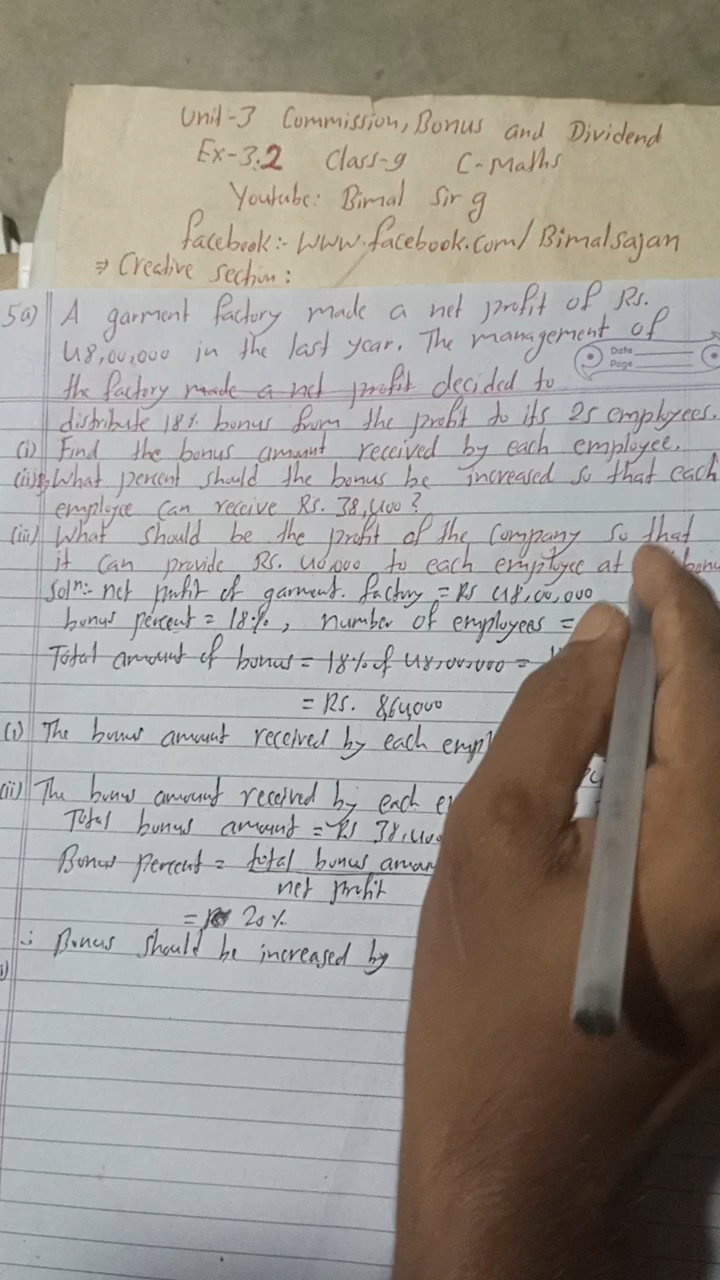 Unit-3 Commission, Bonus and Dividend
Ex-3.2 Class-9 C-Maths
Youtube: Bimal Sir g
facebook:- www.facebook.com/Bimalsajan
⇒ Creative section:
5a) A garment factory made a net profit of Rs.
48,00,000 in the last year. The management of
Date
Page
the factory made a net profit decided to
distribute 18% bonus from the profit to its 25 employees.
(i) Find the bonus amount received by each employee.
(ii) What percent should the bonus be increased so that each
employee can receive Rs. 38,400?
(iii) What should be the profit of the company so that
it can provide Rs. 40,000 to each employee at
Solⁿ:- net profit of garment. factory = Rs 48,00,000
bonus percent = 18%, number of employees =
Total amount of bonus = 18% of 48,00,000 =
= Rs. 864000
(i) The bonus amount received by each
(ii) The bonus amount received by each
Total bonus amount = Rs 38,400
Bonus percent = total bonus
net profit
= 20%
∴ Bonus should be increased by